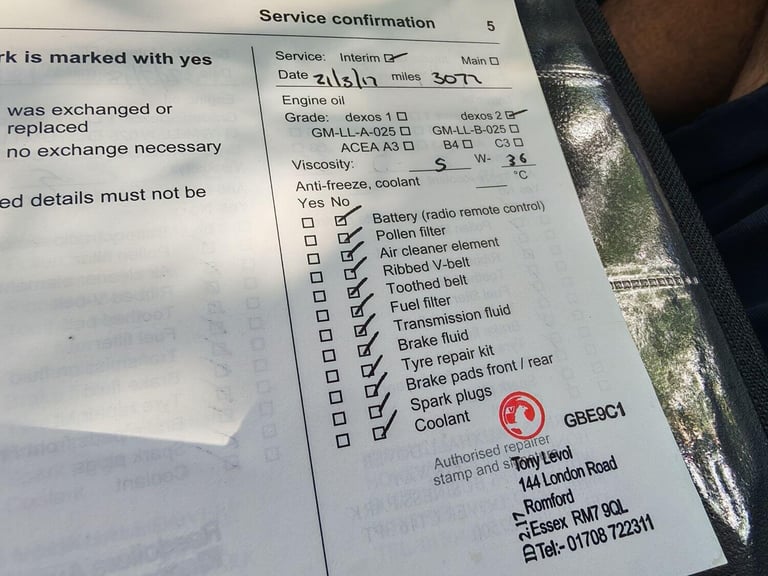 Service confirmation 5
rk is marked with yes
was exchanged or
replaced
no exchange necessary
ed details must not be
Service: Interim Main
Date 21/3/17 miles 3077
Engine oil
Grade: dexos 1 dexos 2
GM-LL-A-025 GM-LL-B-025
ACEA A3 B4 C3
Viscosity: 5 W- 30
Anti-freeze, coolant °C
Yes No
Battery (radio remote control)
Pollen filter
Air cleaner element
Ribbed V-belt
Toothed belt
Fuel filter
Transmission fluid
Brake fluid
Tyre repair kit
Brake pads front / rear
Spark plugs
Coolant
GBE9C1
Authorised repairer
stamp and
Tony Levoi
144 London Road
Romford
Essex RM7 9QL
Tel:- 01708 722311